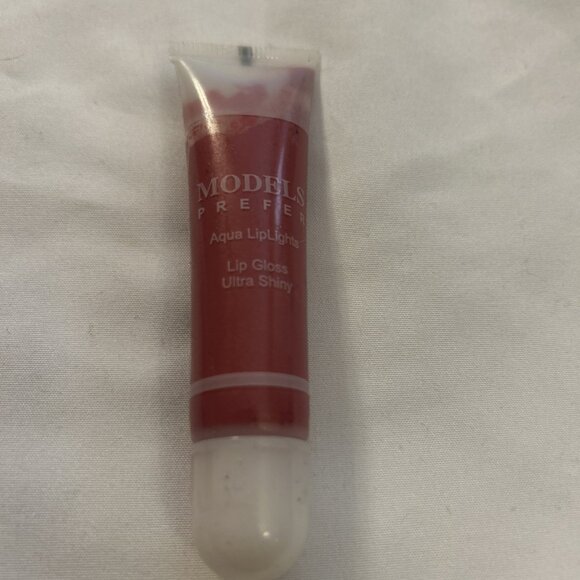 MODELS
PREFER
Aqua LipLights
Lip Gloss
Ultra Shiny